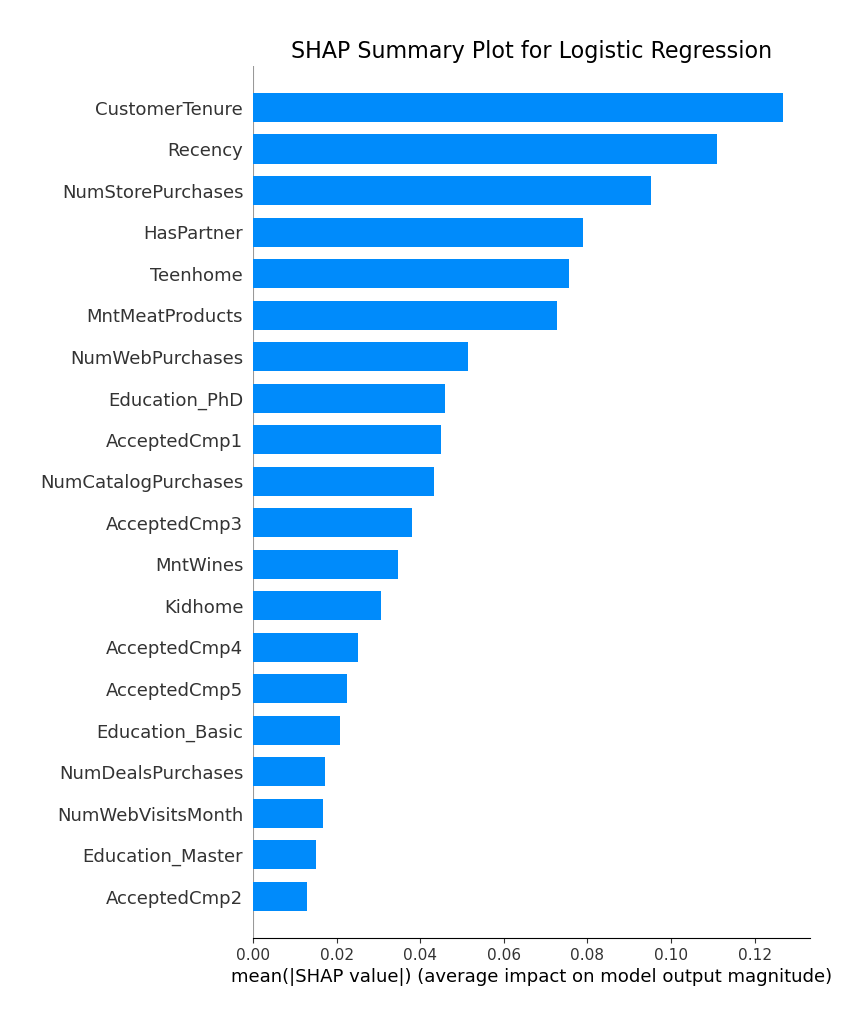 SHAP Summary Plot for Logistic Regression
CustomerTenure
Recency
NumStorePurchases
HasPartner
Teenhome
MntMeatProducts
NumWebPurchases
Education_PhD
AcceptedCmp1
NumCatalogPurchases
AcceptedCmp3
MntWines
Kidhome
AcceptedCmp4
AcceptedCmp5
Education_Basic
NumDealsPurchases
NumWebVisitsMonth
Education_Master
AcceptedCmp2
0.00 0.02 0.04 0.06 0.08 0.10 0.12
mean(|SHAP value|) (average impact on model output magnitude)